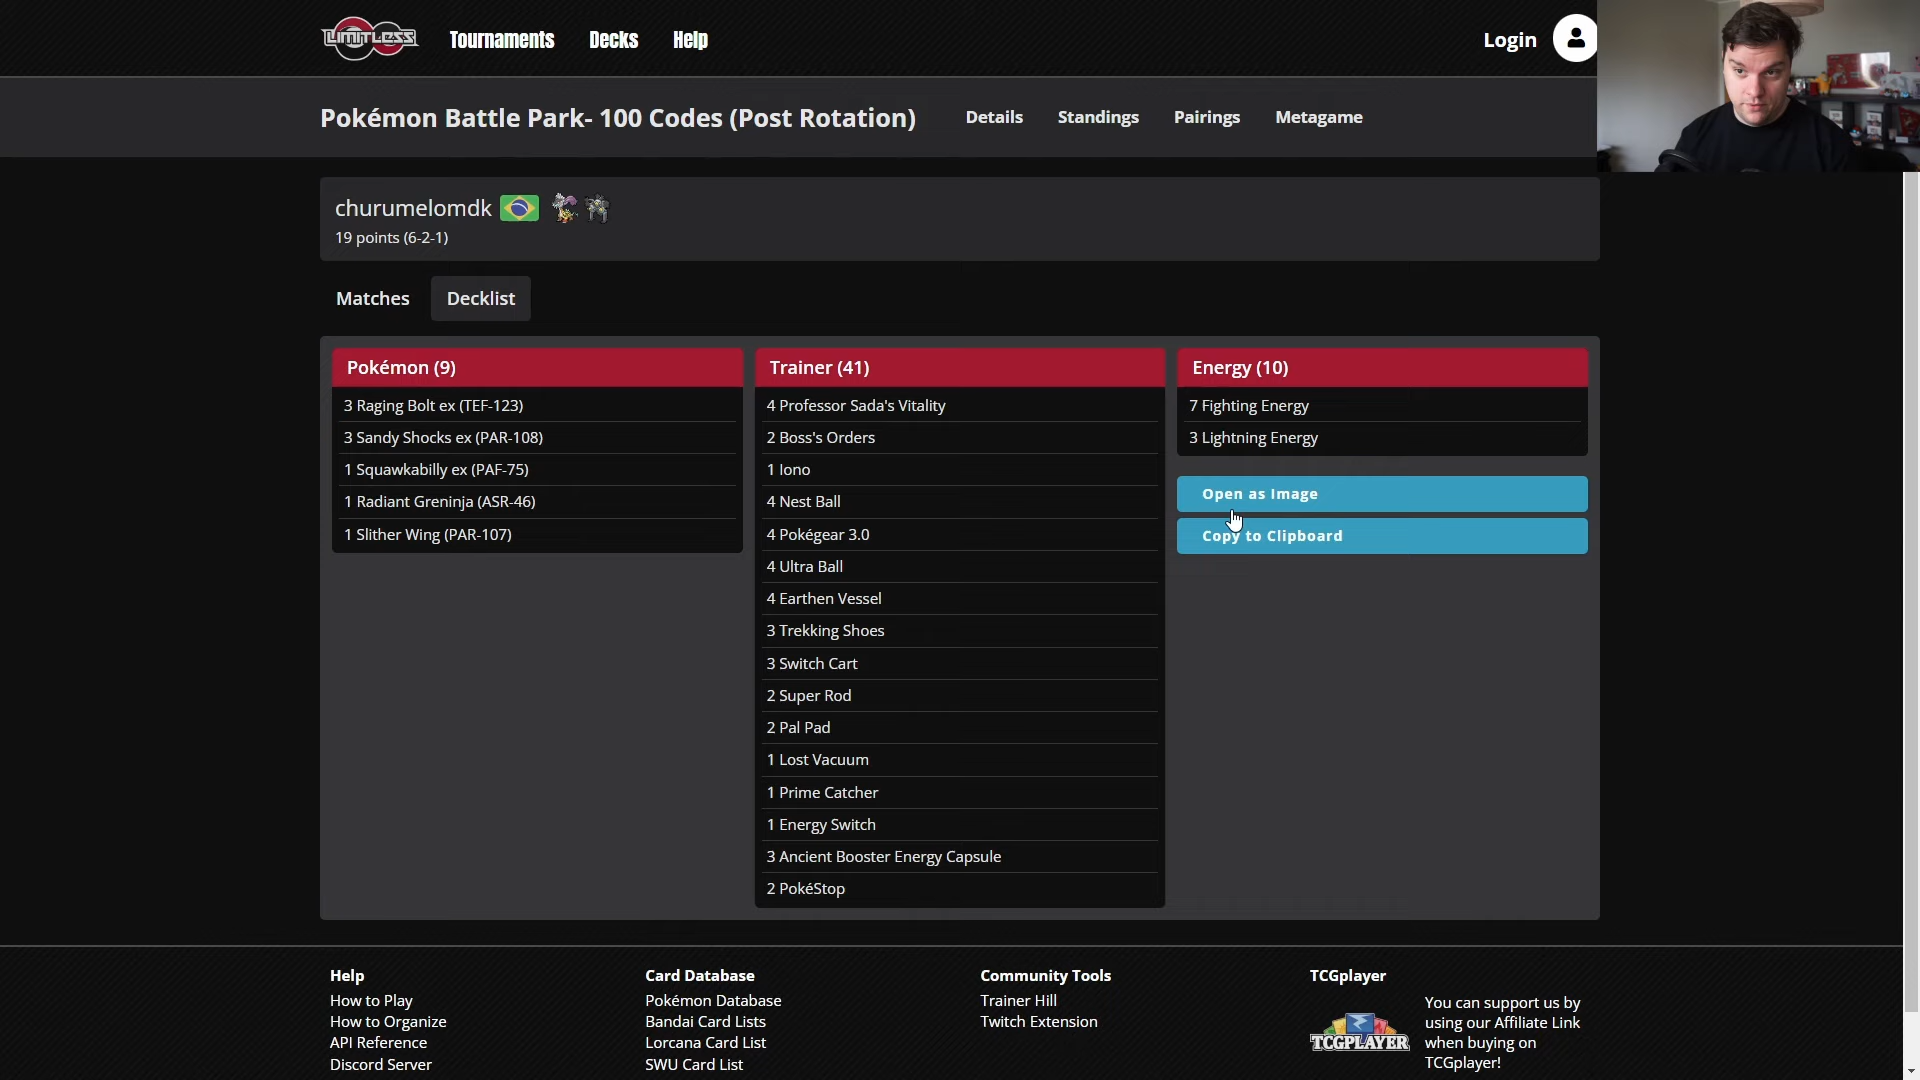 LIMITLESS
Tournaments
Decks
Help
Login
Pokémon Battle Park- 100 Codes (Post Rotation)
Details
Standings
Pairings
Metagame
churumelomdk
19 points (6-2-1)
Matches
Decklist
Pokémon (9)
3 Raging Bolt ex (TEF-123)
3 Sandy Shocks ex (PAR-108)
1 Squawkabilly ex (PAF-75)
1 Radiant Greninja (ASR-46)
1 Slither Wing (PAR-107)
Trainer (41)
4 Professor Sada's Vitality
2 Boss's Orders
1 Iono
4 Nest Ball
4 Pokégear 3.0
4 Ultra Ball
4 Earthen Vessel
3 Trekking Shoes
3 Switch Cart
2 Super Rod
2 Pal Pad
1 Lost Vacuum
1 Prime Catcher
1 Energy Switch
3 Ancient Booster Energy Capsule
2 PokéStop
Energy (10)
7 Fighting Energy
3 Lightning Energy
Open as Image
Copy to Clipboard
Help
How to Play
How to Organize
API Reference
Discord Server
Card Database
Pokémon Database
Bandai Card Lists
Lorcana Card List
SWU Card List
Community Tools
Trainer Hill
Twitch Extension
TCGplayer
TCGPLAYER
You can support us by
using our Affiliate Link
when buying on
TCGplayer!